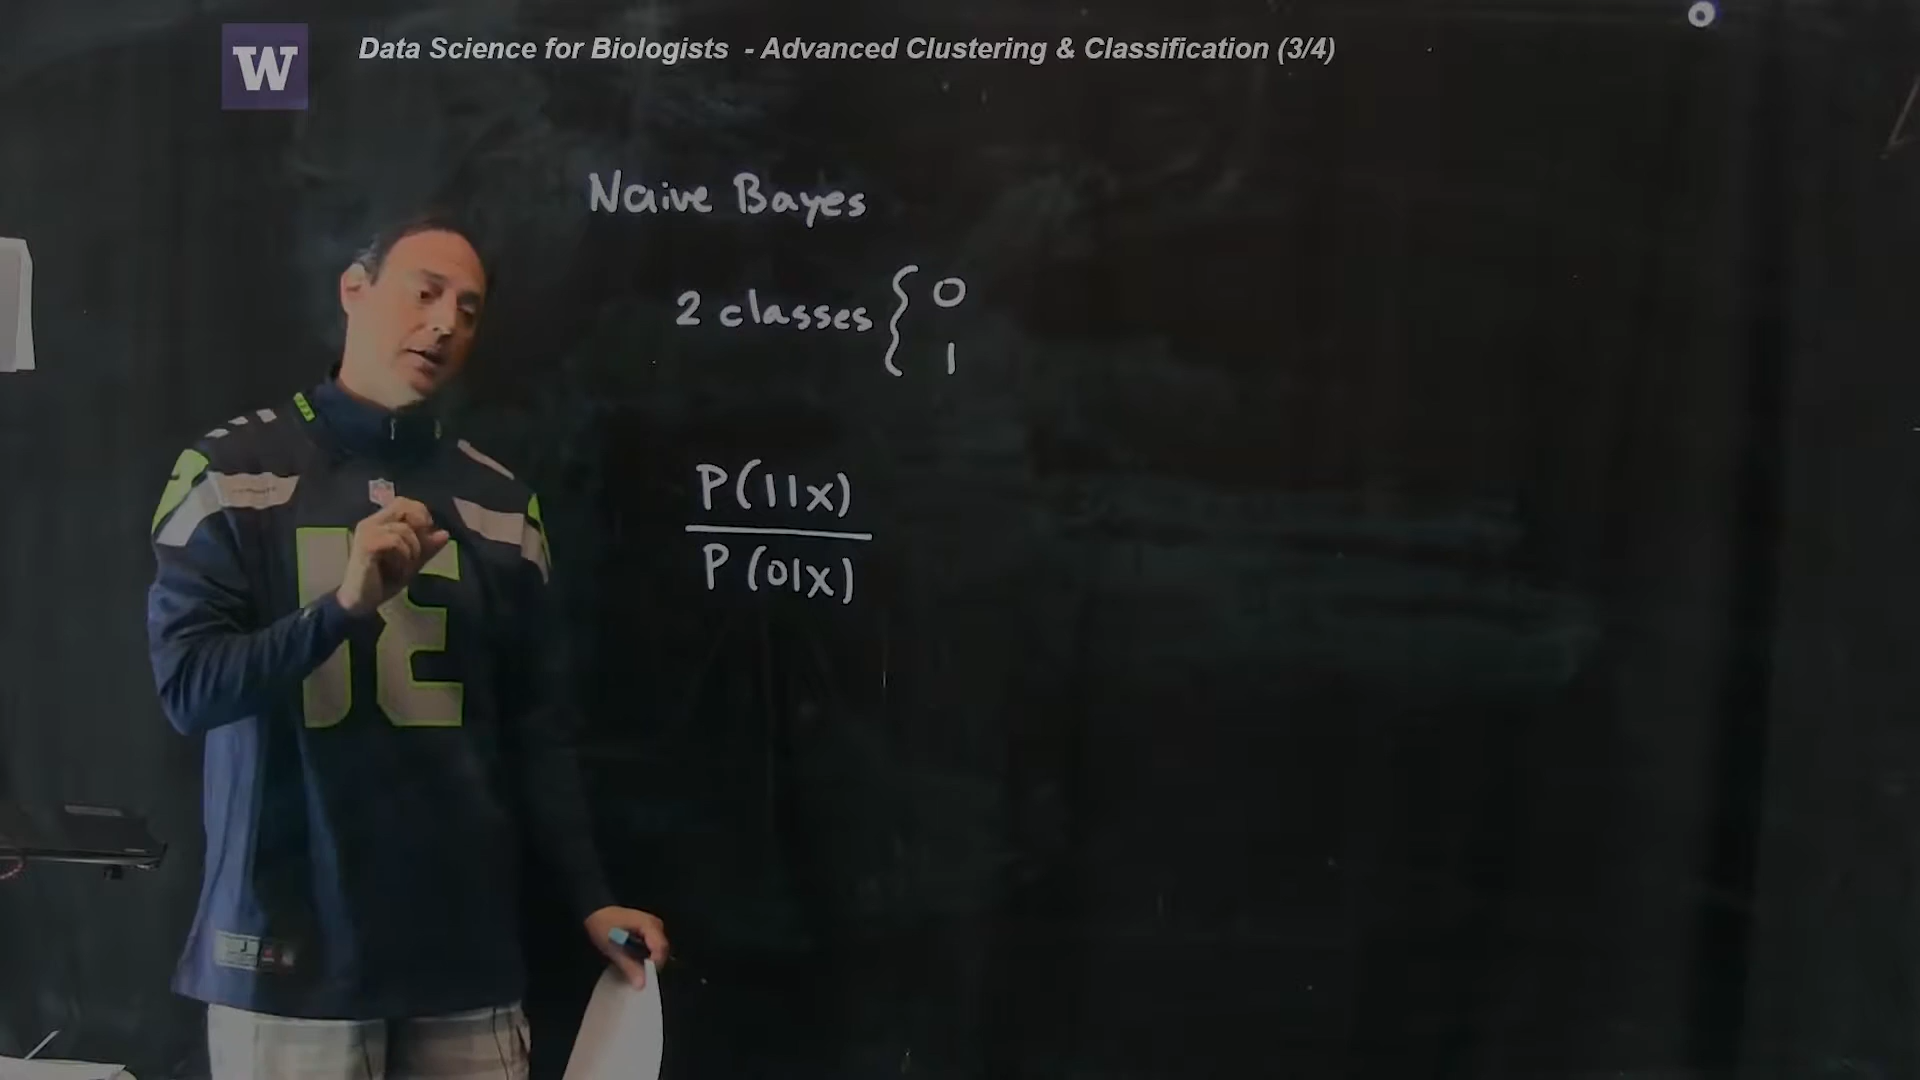 W
Data Science for Biologists - Advanced Clustering & Classification (3/4)
Naive Bayes
2 classes { 0
1
P(1|x)
P(0|x)